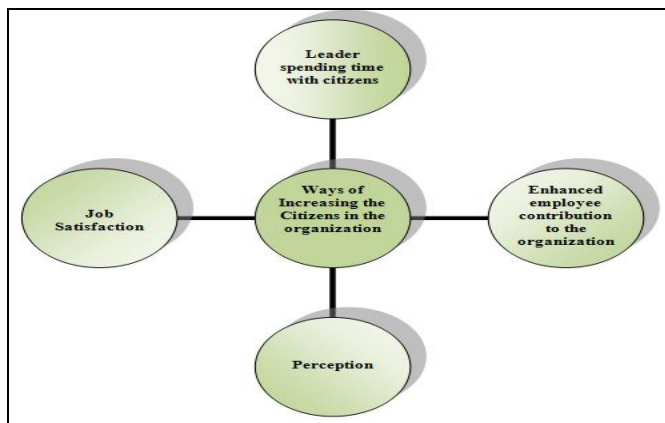 Leader
spending time
with citizens
Job
Satisfaction
Ways of
Increasing the
Citizens in the
organization
Enhanced
employee
contribution
to the
organization
Perception